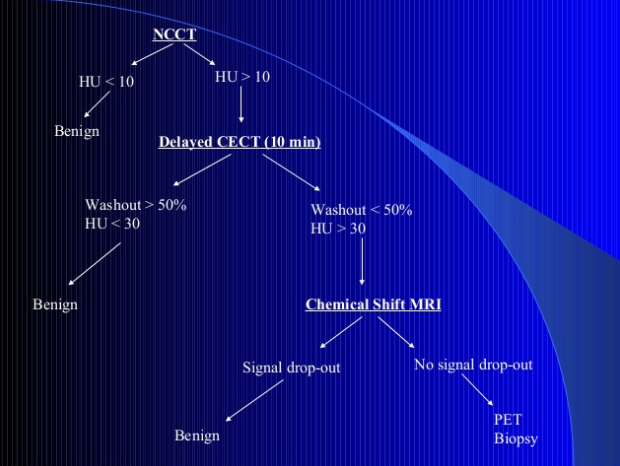 NCCT
HU < 10
HU > 10
Benign
Delayed CECT (10 min)
Washout > 50%
HU < 30
Washout < 50%
HU > 30
Benign
Chemical Shift MRI
Signal drop-out
No signal drop-out
Benign
PET
Biopsy